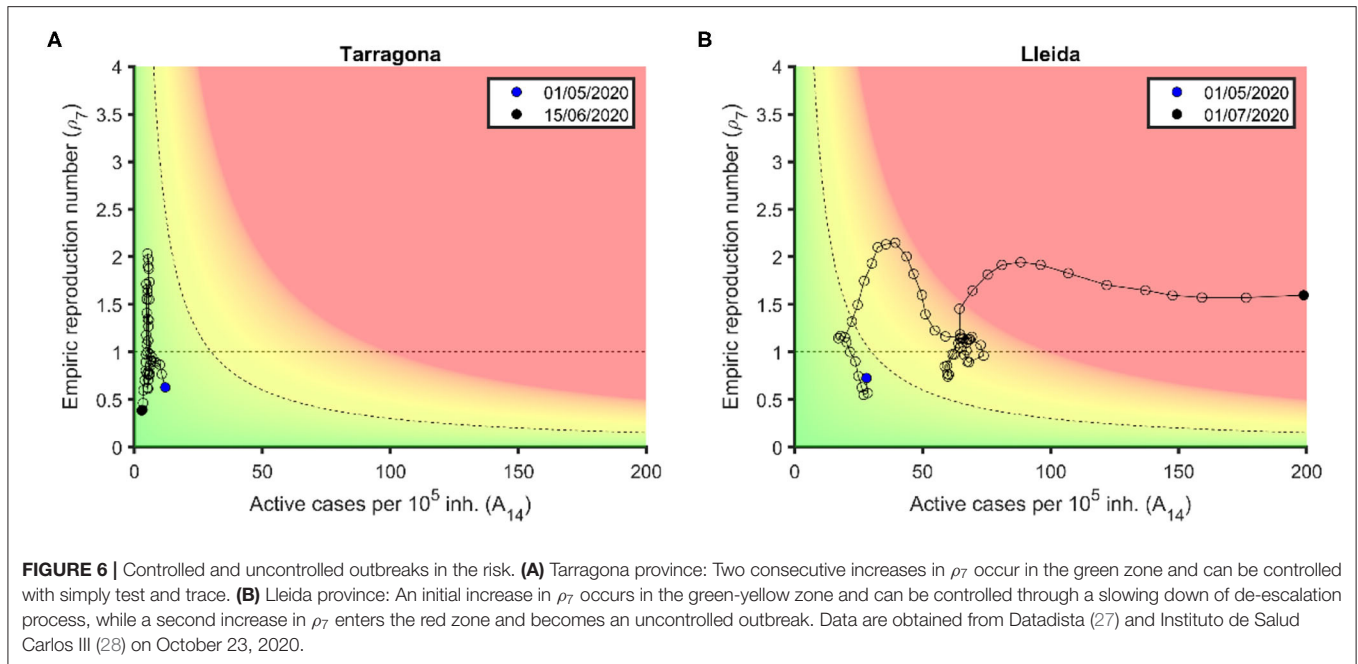 A
Tarragona
4
3.5
3
2.5
2
1.5
1
0.5
0
Empiric reproduction number (ρ7)
01/05/2020
15/06/2020
0
50
100
150
200
Active cases per 10^5 inh. (A14)
B
Lleida
4
3.5
3
2.5
2
1.5
1
0.5
0
Empiric reproduction number (ρ7)
01/05/2020
01/07/2020
0
50
100
150
200
Active cases per 10^5 inh. (A14)
FIGURE 6 | Controlled and uncontrolled outbreaks in the risk. (A) Tarragona province: Two consecutive increases in ρ7 occur in the green zone and can be controlled
with simply test and trace. (B) Lleida province: An initial increase in ρ7 occurs in the green-yellow zone and can be controlled through a slowing down of de-escalation
process, while a second increase in ρ7 enters the red zone and becomes an uncontrolled outbreak. Data are obtained from Datadista (27) and Instituto de Salud
Carlos III (28) on October 23, 2020.